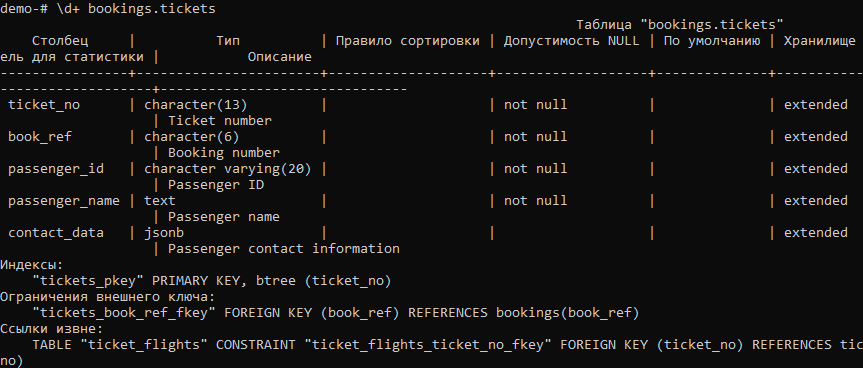 demo-# \d+ bookings.tickets
Таблица "bookings.tickets"
Столбец | Тип | Правило сортировки | Допустимость NULL | По умолчанию | Хранилище
ель для статистики | Описание
-----------------+-----------------------+--------------------+-------------------+--------------+----------
-------------------+------------------------------
ticket_no | character(13) | | not null | | extended
| Ticket number
book_ref | character(6) | | not null | | extended
| Booking number
passenger_id | character varying(20) | | not null | | extended
| Passenger ID
passenger_name | text | | not null | | extended
| Passenger name
contact_data | jsonb | | | | extended
| Passenger contact information
Индексы:
"tickets_pkey" PRIMARY KEY, btree (ticket_no)
Ограничения внешнего ключа:
"tickets_book_ref_fkey" FOREIGN KEY (book_ref) REFERENCES bookings(book_ref)
Ссылки извне:
TABLE "ticket_flights" CONSTRAINT "ticket_flights_ticket_no_fkey" FOREIGN KEY (ticket_no) REFERENCES tic
no)